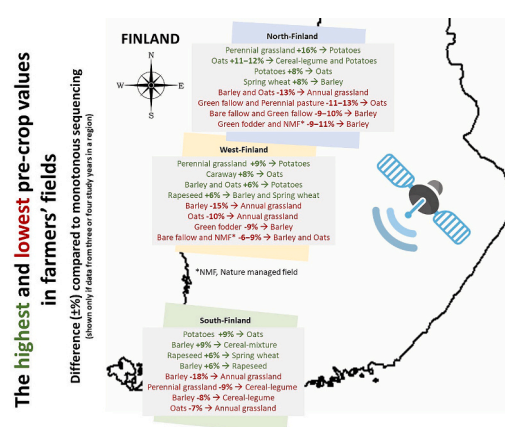 The highest and lowest pre-crop values
in farmers' fields
Difference (±%) compared to monotonous sequencing
(shown only if data from three or four study years in a region)
FINLAND
N
W
E
S
North-Finland
Perennial grassland +16% → Potatoes
Oats +11–12% → Cereal-legume and Potatoes
Potatoes +8% → Oats
Spring wheat +8% → Barley
Barley and Oats -13% → Annual grassland
Green fallow and Perennial pasture -11–13% → Oats
Bare fallow and Green fallow -9–10% → Barley
Green fodder and NMF* -9–11% → Barley
West-Finland
Perennial grassland +9% → Potatoes
Caraway +8% → Oats
Barley and Oats +6% → Potatoes
Rapeseed +6% → Barley and Spring wheat
Barley -15% → Annual grassland
Oats -10% → Annual grassland
Green fodder -9% → Barley
Bare fallow and NMF* -6–9% → Barley and Oats
*NMF, Nature managed field
South-Finland
Potatoes +9% → Oats
Barley +9% → Cereal-mixture
Rapeseed +6% → Spring wheat
Barley +6% → Rapeseed
Barley -18% → Annual grassland
Perennial grassland -9% → Cereal-legume
Barley -8% → Cereal-legume
Oats -7% → Annual grassland